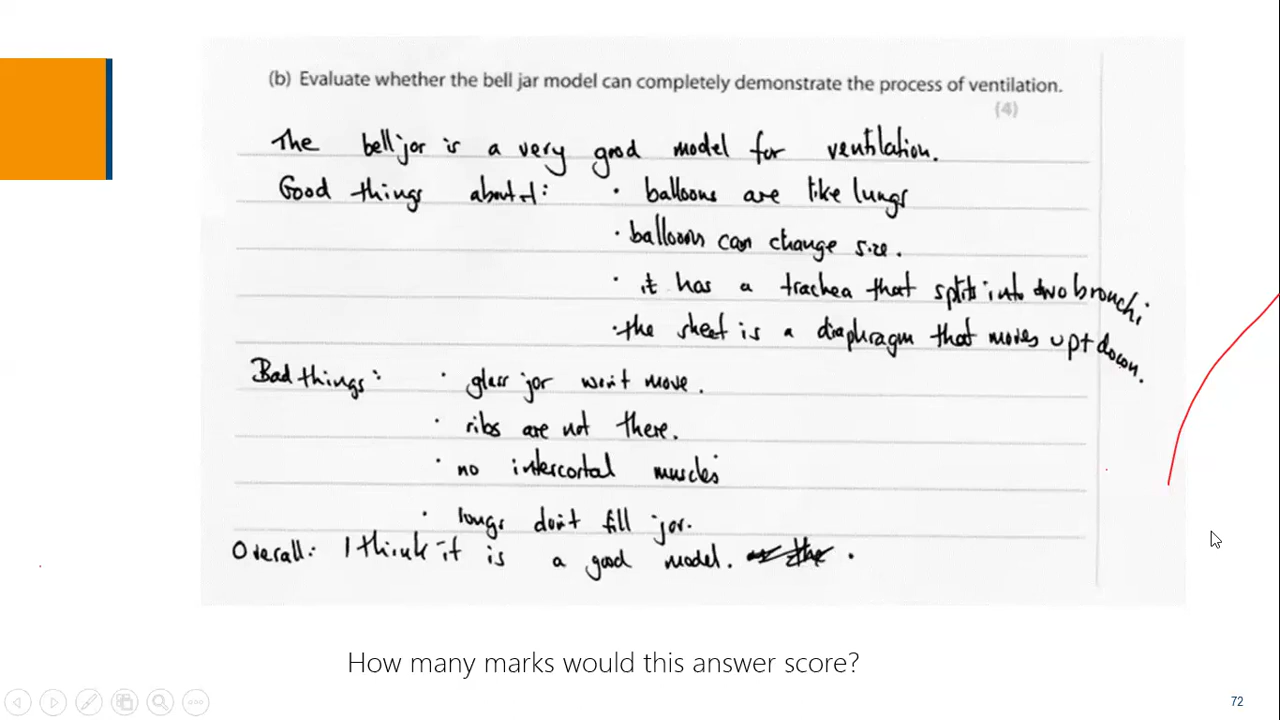 (b) Evaluate whether the bell jar model can completely demonstrate the process of ventilation.
(4)
The bell jar is a very good model for ventilation.
Good things about it: · balloons are like lungs
· balloons can change size.
· it has a trachea that splits into two bronchi
· the sheet is a diaphragm that moves up + down.
Bad things: · glass jar won't move.
· ribs are not there.
· no intercostal muscles
· lungs don't fill jar.
Overall: I think it is a good model.
How many marks would this answer score?
72